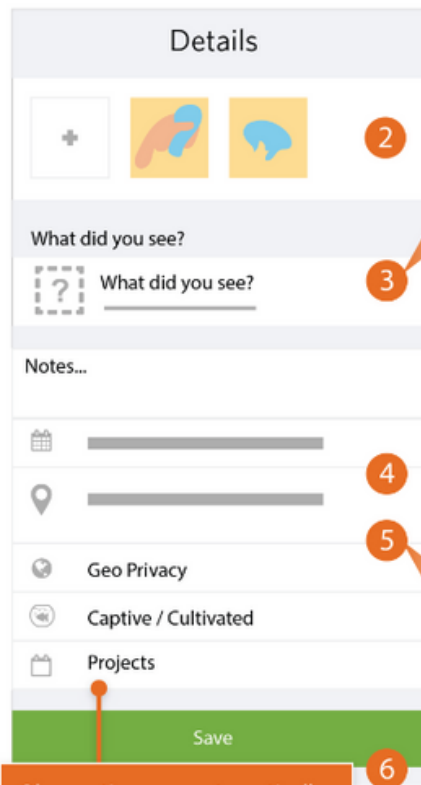 Details
2
What did you see?
What did you see?
3
Notes...
4
5
Geo Privacy
Captive / Cultivated
Projects
Save
6